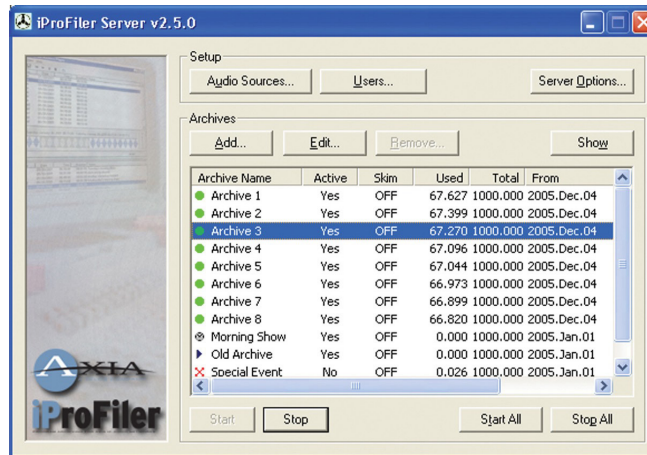 iProFiler Server v2.5.0
Setup
Audio Sources... Users... Server Options...
Archives
Add... Edit... Remove... Show
Archive Name Active Skim Used Total From
Archive 1 Yes OFF 67.627 1000.000 2005.Dec.04
Archive 2 Yes OFF 67.399 1000.000 2005.Dec.04
Archive 3 Yes OFF 67.270 1000.000 2005.Dec.04
Archive 4 Yes OFF 67.096 1000.000 2005.Dec.04
Archive 5 Yes OFF 67.044 1000.000 2005.Dec.04
Archive 6 Yes OFF 66.973 1000.000 2005.Dec.04
Archive 7 Yes OFF 66.899 1000.000 2005.Dec.04
Archive 8 Yes OFF 66.820 1000.000 2005.Dec.04
Morning Show Yes OFF 0.000 1000.000 2005.Jan.01
Old Archive Yes OFF 0.000 1000.000 2005.Jan.01
Special Event No OFF 0.026 1000.000 2005.Jan.01
AXIA
iProFiler
Start Stop Start All Stop All